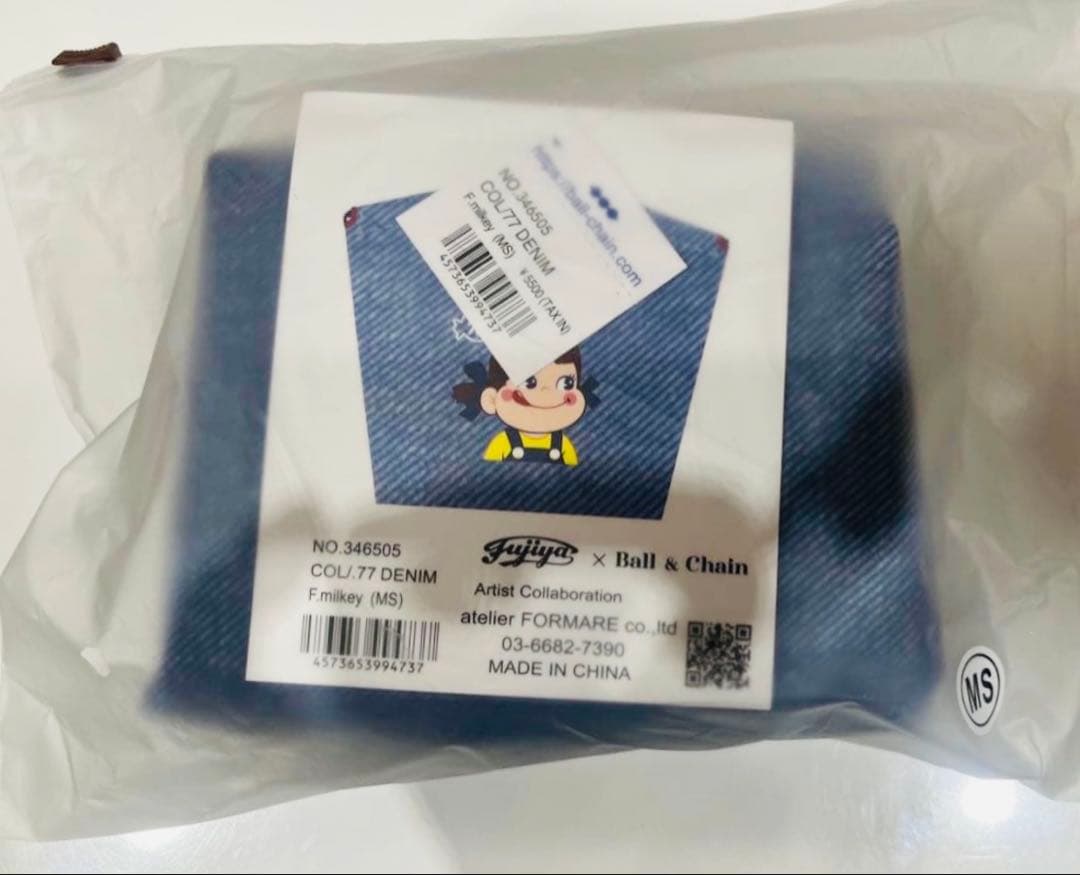 https://ball-chain.com
NO.346505
COL/77 DENIM
F.milkey (MS)
¥5500 (TAX IN)
4573653994737
NO.346505
COL/.77 DENIM
F.milkey (MS)
4573653994737
Fujiya × Ball & Chain
Artist Collaboration
atelier FORMARE co.,ltd
03-6682-7390
MADE IN CHINA
MS